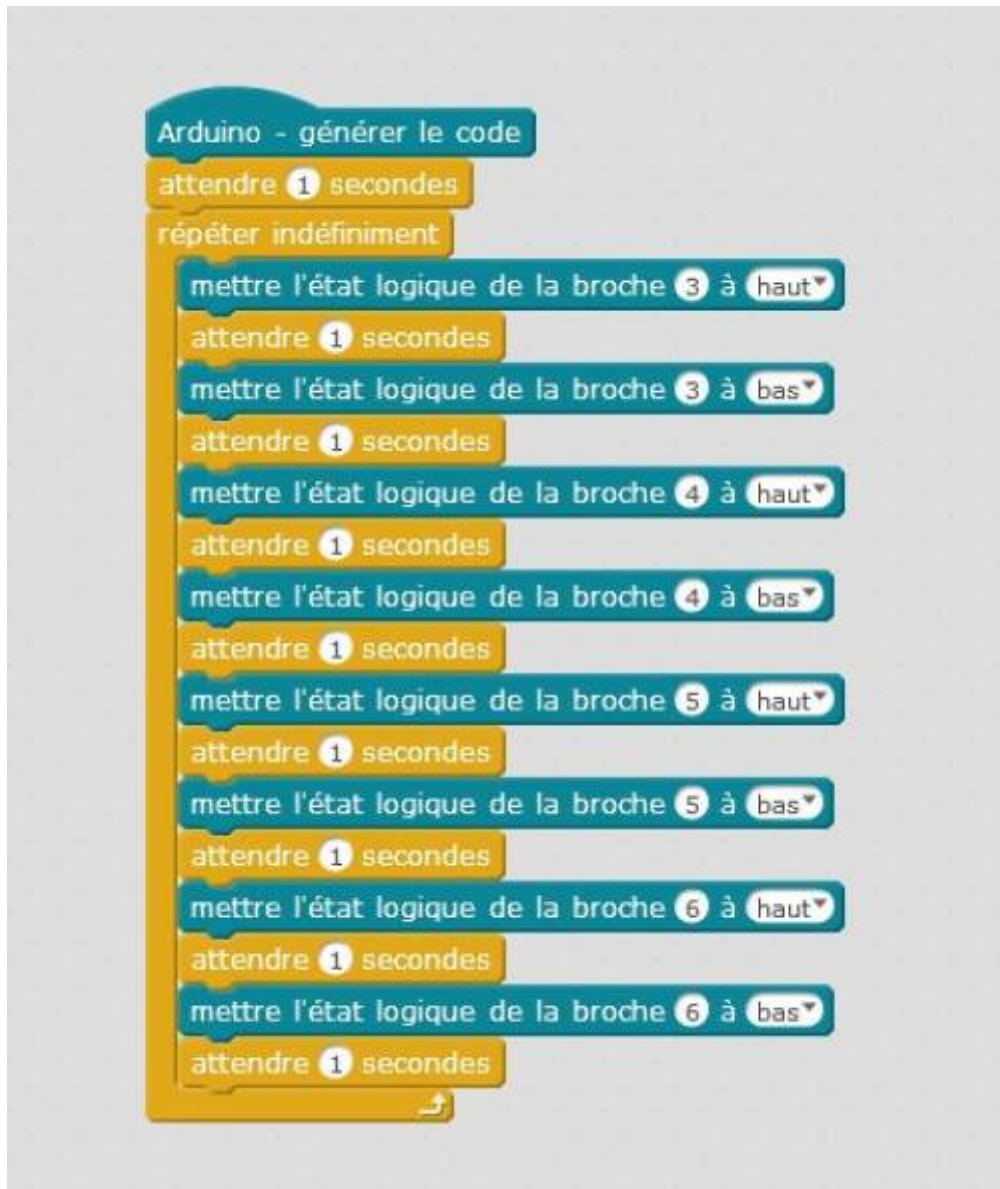 Arduino - générer le code
attendre 1 secondes
répéter indéfiniment
mettre l'état logique de la broche 3 à haut
attendre 1 secondes
mettre l'état logique de la broche 3 à bas
attendre 1 secondes
mettre l'état logique de la broche 4 à haut
attendre 1 secondes
mettre l'état logique de la broche 4 à bas
attendre 1 secondes
mettre l'état logique de la broche 5 à haut
attendre 1 secondes
mettre l'état logique de la broche 5 à bas
attendre 1 secondes
mettre l'état logique de la broche 6 à haut
attendre 1 secondes
mettre l'état logique de la broche 6 à bas
attendre 1 secondes